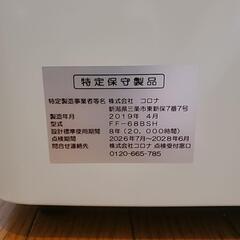 特定保守製品
特定製造事業者等名 株式会社 コロナ
新潟県三条市東新保7番7号
製造年月 2019年 4月
型式 FF-68BSH
設計標準使用期間 8年(20,000時間)
点検期間 2026年7月〜2028年6月
問合せ連絡先 株式会社コロナ 点検受付窓口
0120-665-785